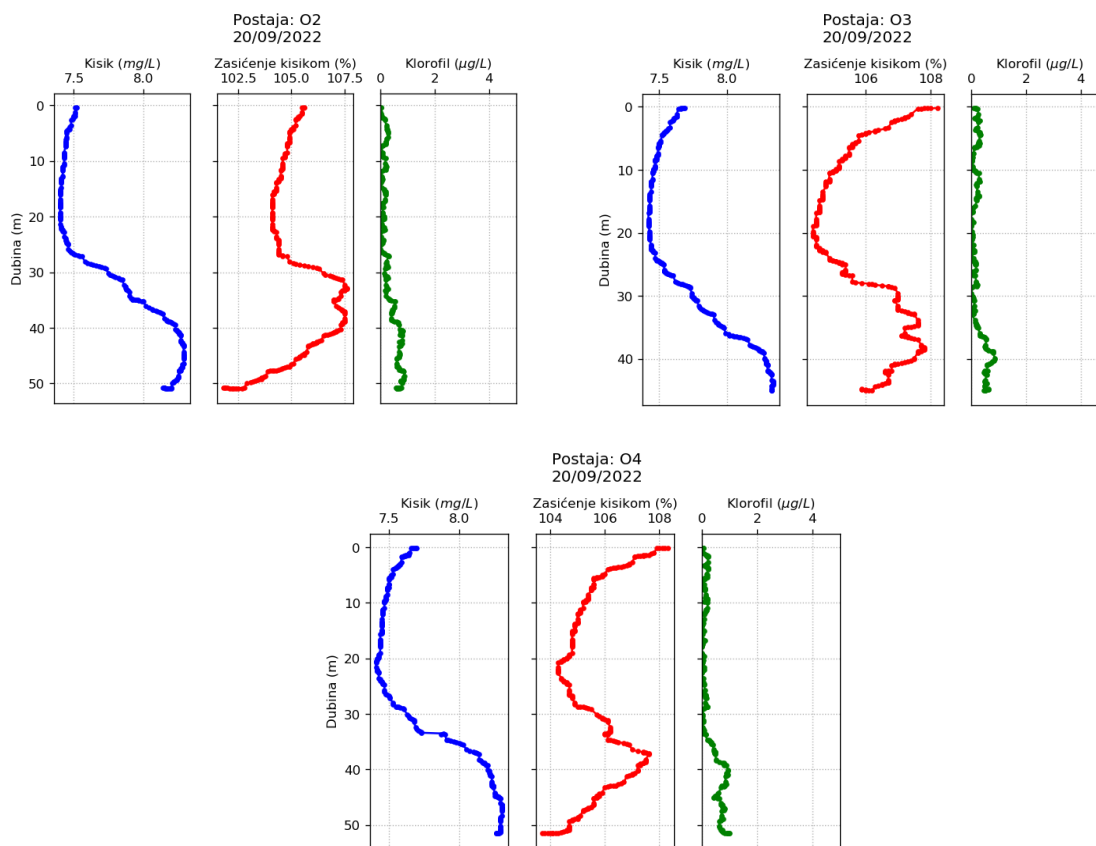 Postaja: O2
20/09/2022
Kisik (mg/L) Zasićenje kisikom (%) Klorofil (μg/L)
7.5 8.0 102.5 105.0 107.5 0 2 4
Dubina (m)
0
10
20
30
40
50
Postaja: O3
20/09/2022
Kisik (mg/L) Zasićenje kisikom (%) Klorofil (μg/L)
7.5 8.0 106 108 0 2 4
Dubina (m)
0
10
20
30
40
Postaja: O4
20/09/2022
Kisik (mg/L) Zasićenje kisikom (%) Klorofil (μg/L)
7.5 8.0 104 106 108 0 2 4
Dubina (m)
0
10
20
30
40
50